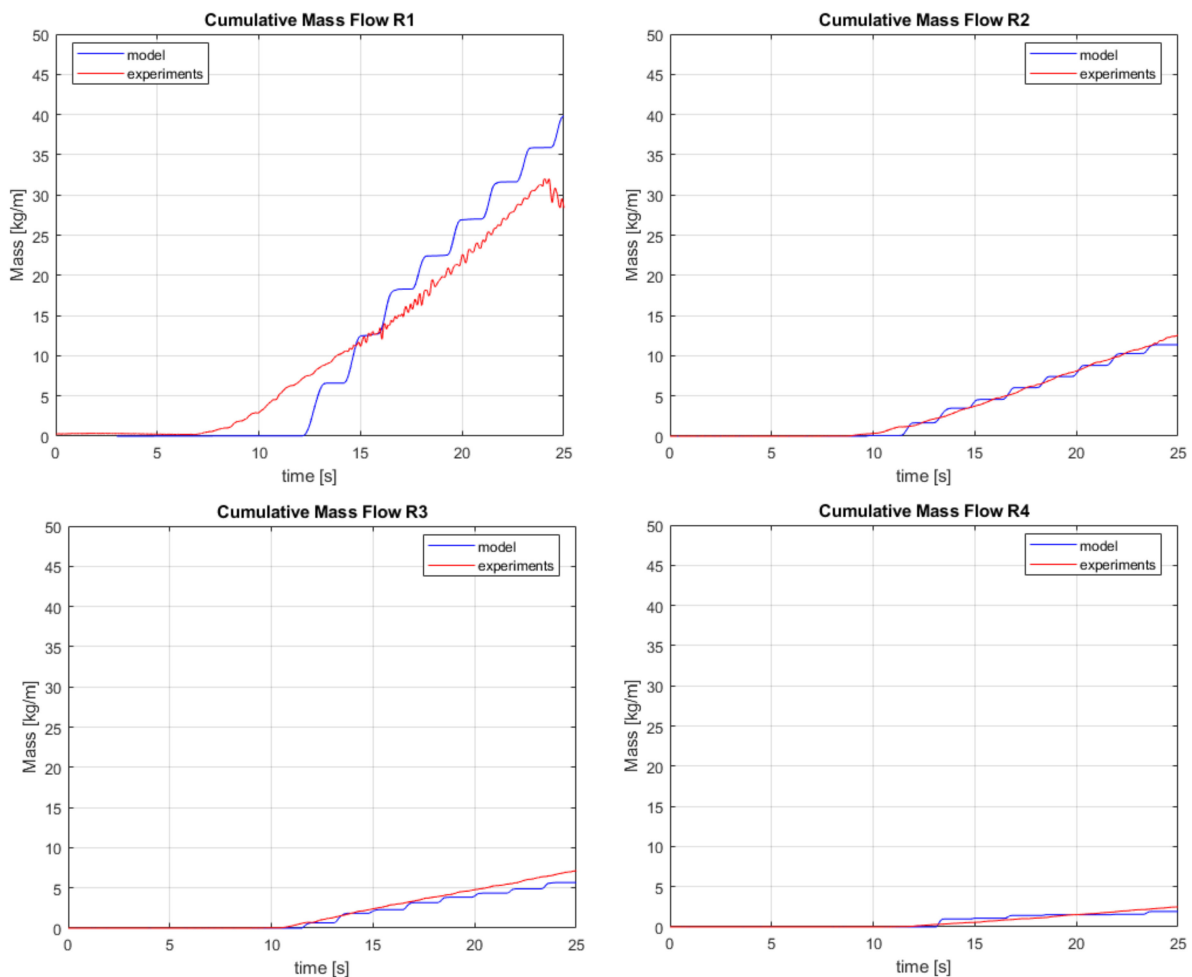 Cumulative Mass Flow R1
50
45
40
35
30
25
20
15
10
5
0
Mass [kg/m]
model
experiments
0 5 10 15 20 25
time [s]
Cumulative Mass Flow R2
50
45
40
35
30
25
20
15
10
5
0
Mass [kg/m]
model
experiments
0 5 10 15 20 25
time [s]
Cumulative Mass Flow R3
50
45
40
35
30
25
20
15
10
5
0
Mass [kg/m]
model
experiments
0 5 10 15 20 25
time [s]
Cumulative Mass Flow R4
50
45
40
35
30
25
20
15
10
5
0
Mass [kg/m]
model
experiments
0 5 10 15 20 25
time [s]